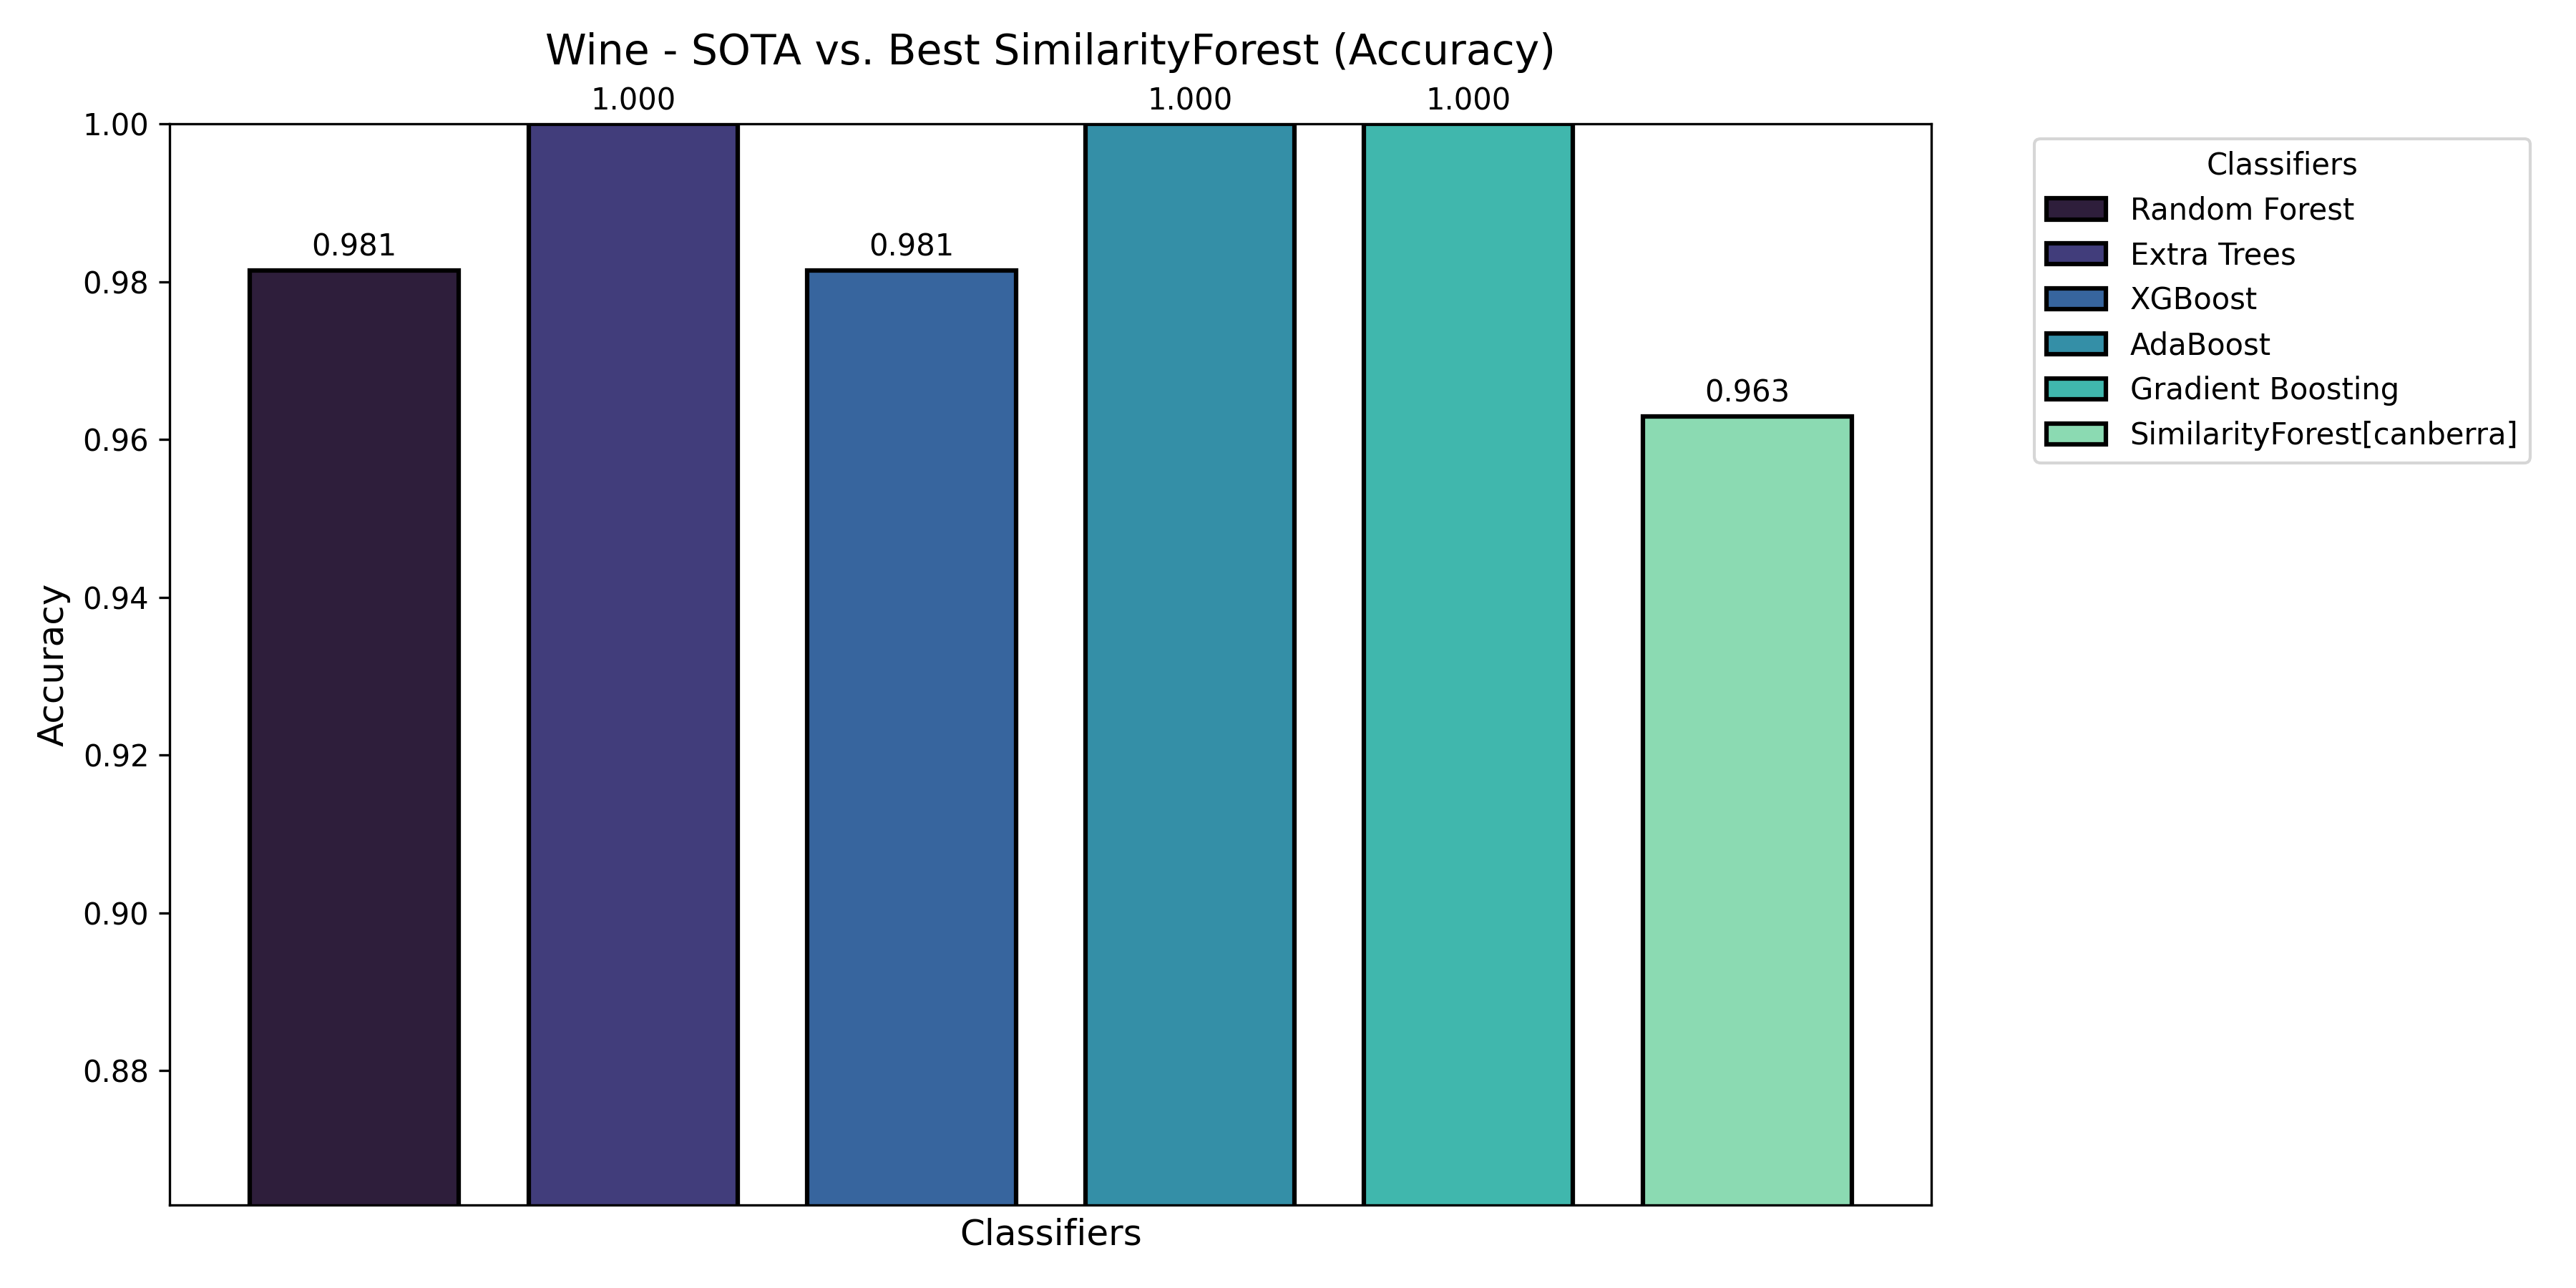 Wine - SOTA vs. Best SimilarityForest (Accuracy)
1.000
1.000
1.000
0.981
0.981
0.963
1.00
0.98
0.96
0.94
0.92
0.90
0.88
Accuracy
Classifiers
Classifiers
Random Forest
Extra Trees
XGBoost
AdaBoost
Gradient Boosting
SimilarityForest[canberra]